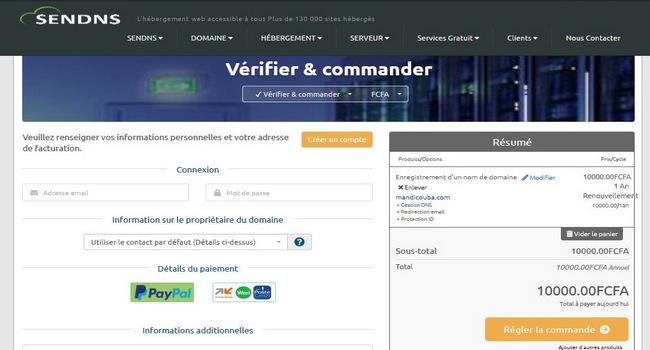 SENDNS
L'hébergement web accessible à tous Plus de 130 000 sites hébergés
SENDNS DOMAINE HÉBERGEMENT SERVEUR Services Gratuit Clients Nous Contacter
Vérifier & commander
✓ Vérifier & commander FCFA
Veuillez renseigner vos informations personnelles et votre adresse
de facturation.
Créer un compte
Connexion
Adresse email Mot de passe
Information sur le propriétaire du domaine
Utiliser le contact par défaut (Détails ci-dessus)
Détails du paiement
PayPal
Wari Poste
Informations additionnelles
Résumé
Produits/Options Prix/Cycle
Enregistrement d'un nom de domaine Modifier 10000.00FCFA
Enlever 1 An
mandicouba.com Renouvellement
+ Gestion DNS 10000.00/1an
+ Redirection email
+ Protection ID
Vider le panier
Sous-total 10000.00FCFA
Total 10000.00FCFA Annuel
10000.00FCFA
Total à payer aujourd'hui
Régler la commande
Ajouter d'autres produits